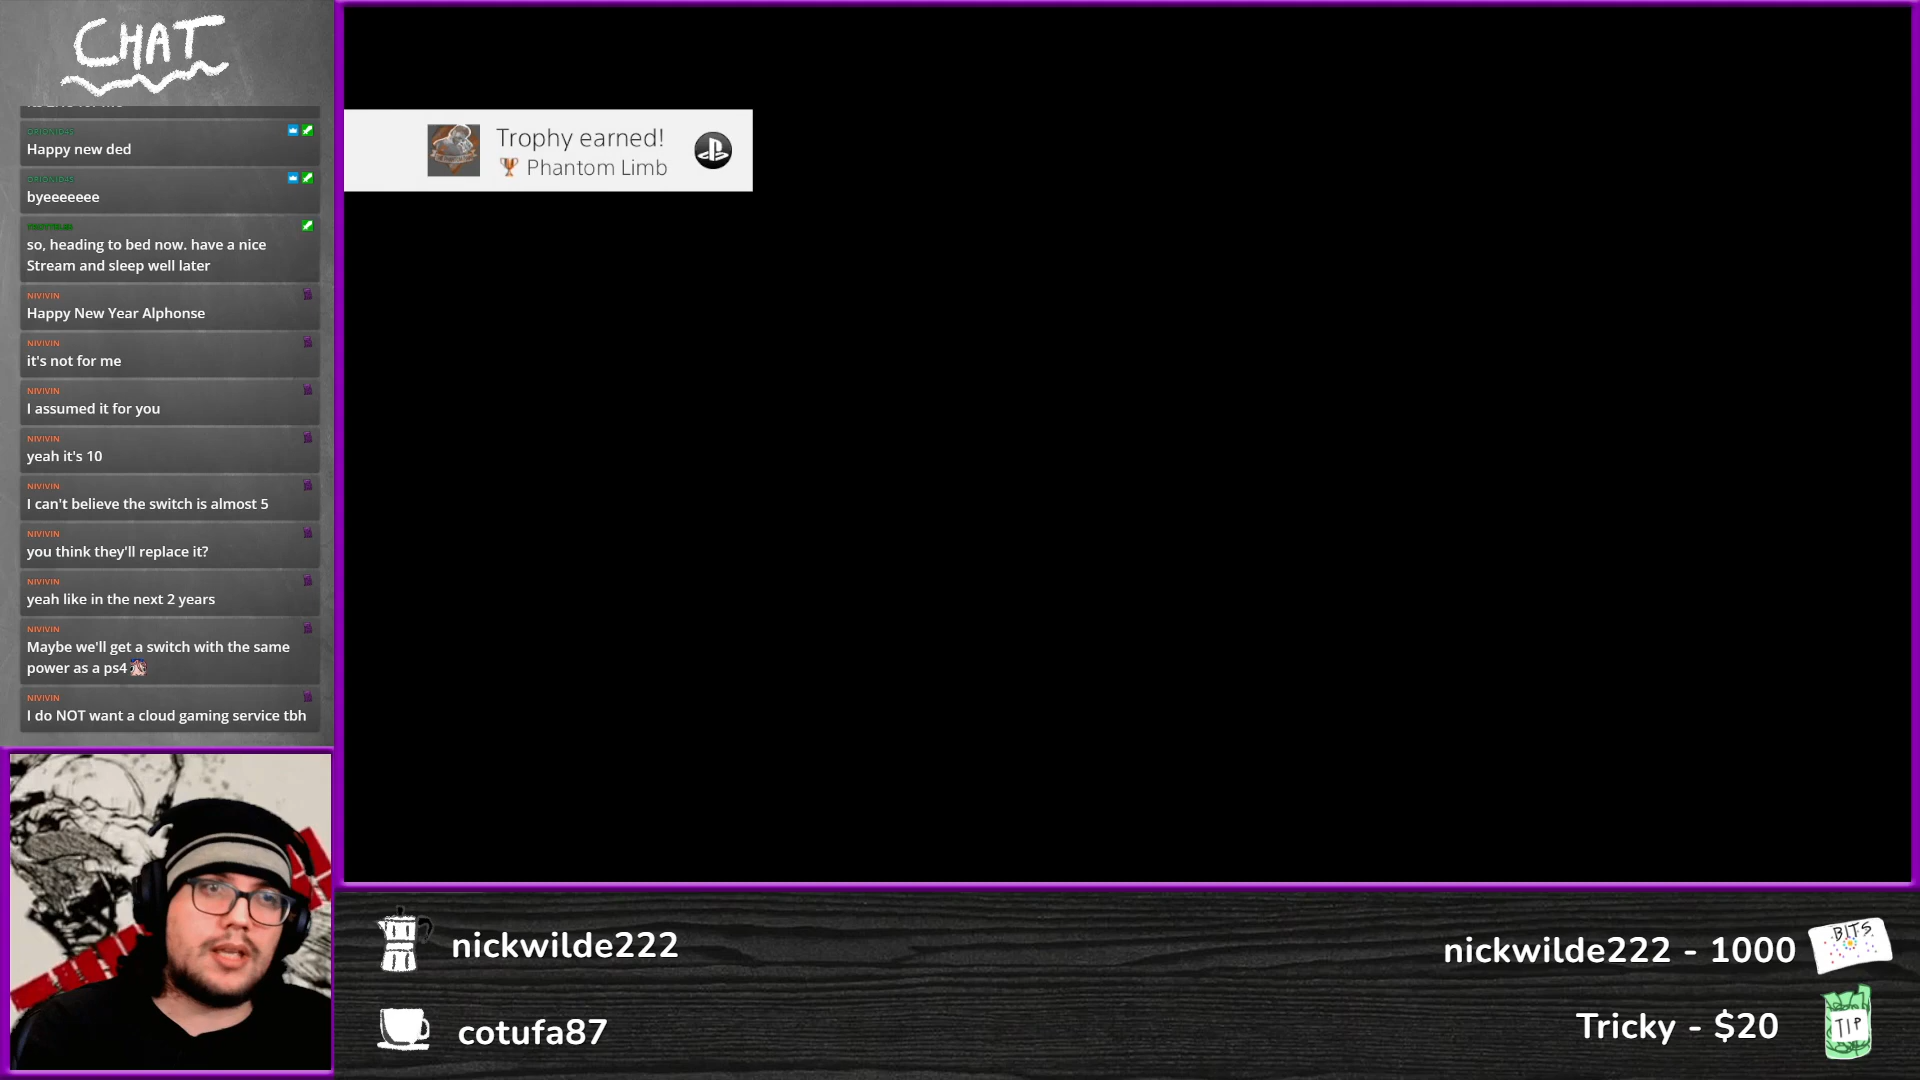 CHAT
ORION1045
Happy new ded
ORION1045
byeeeeeee
so, heading to bed now. have a nice
Stream and sleep well later
NIVIVIN
Happy New Year Alphonse
NIVIVIN
it's not for me
NIVIVIN
I assumed it for you
NIVIVIN
yeah it's 10
NIVIVIN
I can't believe the switch is almost 5
NIVIVIN
you think they'll replace it?
NIVIVIN
yeah like in the next 2 years
NIVIVIN
Maybe we'll get a switch with the same
power as a ps4
NIVIVIN
I do NOT want a cloud gaming service tbh
Trophy earned!
Phantom Limb
nickwilde222
cotufa87
nickwilde222 - 1000
BITS
Tricky - $20
TIP